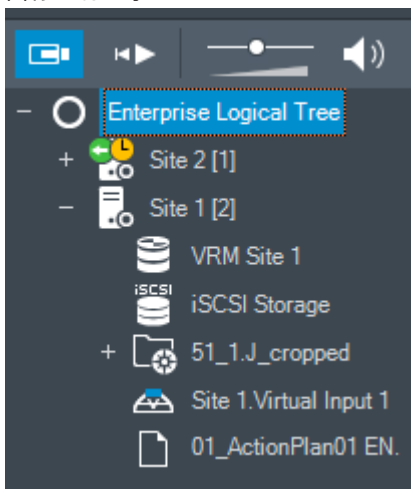 Enterprise Logical Tree
Site 2 [1]
Site 1 [2]
VRM Site 1
iSCSI
iSCSI Storage
51_1.J_cropped
Site 1.Virtual Input 1
01_ActionPlan01 EN.